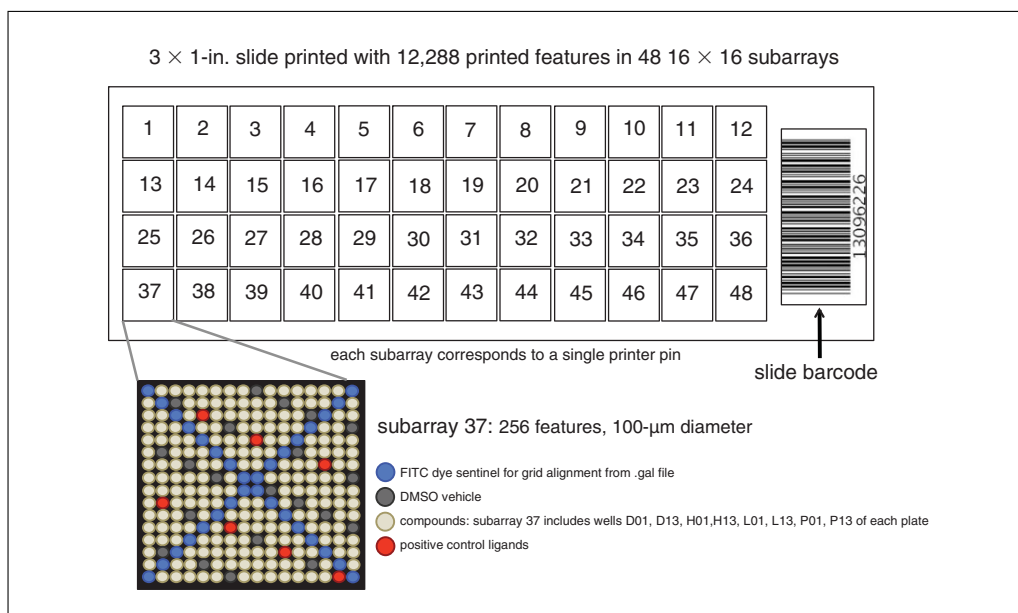 3 × 1-in. slide printed with 12,288 printed features in 48 16 × 16 subarrays
1 2 3 4 5 6 7 8 9 10 11 12
13 14 15 16 17 18 19 20 21 22 23 24
25 26 27 28 29 30 31 32 33 34 35 36
37 38 39 40 41 42 43 44 45 46 47 48
13096226
each subarray corresponds to a single printer pin
slide barcode
subarray 37: 256 features, 100-µm diameter
FITC dye sentinel for grid alignment from .gal file
DMSO vehicle
compounds: subarray 37 includes wells D01, D13, H01,H13, L01, L13, P01, P13 of each plate
positive control ligands